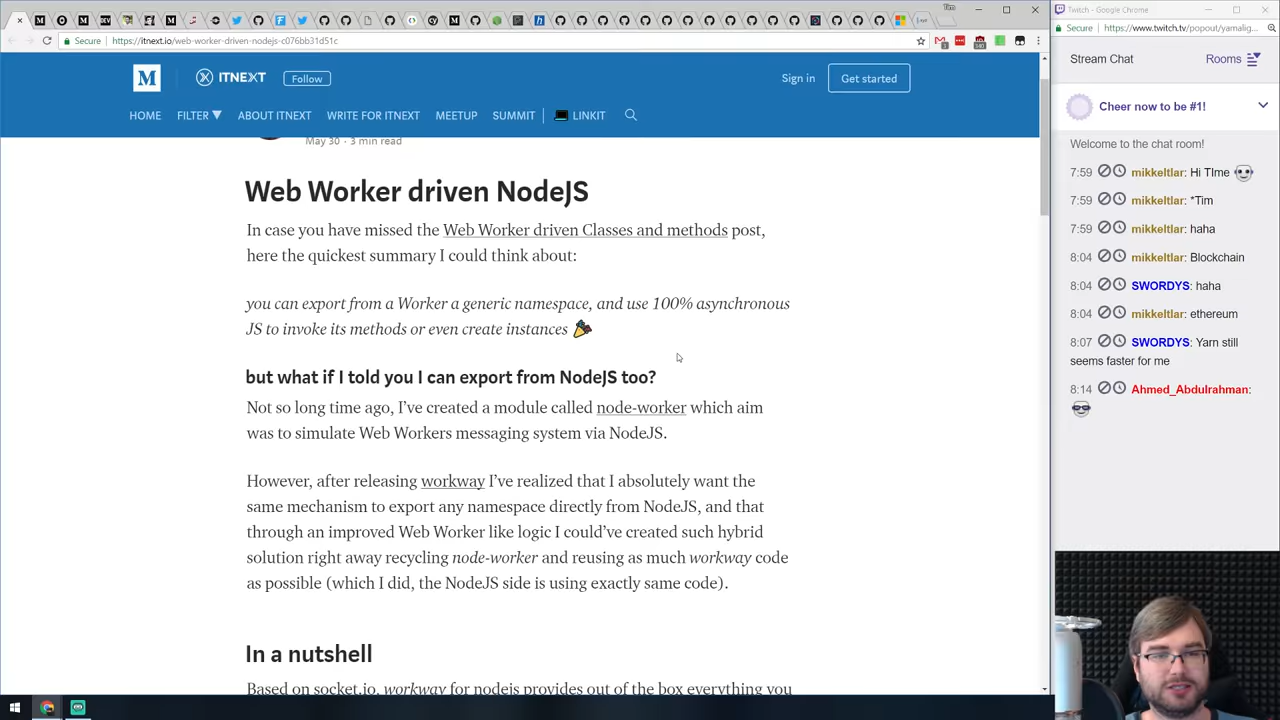 Tim
Secure
https://itnext.io/web-worker-driven-nodejs-c076bb31d51c
M
ITNEXT
Follow
Sign in
Get started
HOME
FILTER ▼
ABOUT ITNEXT
WRITE FOR ITNEXT
MEETUP
SUMMIT
LINKIT
May 30 · 3 min read
Web Worker driven NodeJS
In case you have missed the Web Worker driven Classes and methods post,
here the quickest summary I could think about:
you can export from a Worker a generic namespace, and use 100% asynchronous
JS to invoke its methods or even create instances
but what if I told you I can export from NodeJS too?
Not so long time ago, I’ve created a module called node-worker which aim
was to simulate Web Workers messaging system via NodeJS.
However, after releasing workway I’ve realized that I absolutely want the
same mechanism to export any namespace directly from NodeJS, and that
through an improved Web Worker like logic I could’ve created such hybrid
solution right away recycling node-worker and reusing as much workway code
as possible (which I did, the NodeJS side is using exactly same code).
In a nutshell
Based on socket.io, workway for nodejs provides out of the box everything you
Twitch - Google Chrome
Secure
https://www.twitch.tv/popout/yamalig...
Stream Chat
Rooms
Cheer now to be #1!
Welcome to the chat room!
7:59 mikkeltlar: Hi TIme
7:59 mikkeltlar: *Tim
7:59 mikkeltlar: haha
8:04 mikkeltlar: Blockchain
8:04 SWORDYS: haha
8:04 mikkeltlar: ethereum
8:07 SWORDYS: Yarn still
seems faster for me
8:14 Ahmed_Abdulrahman: